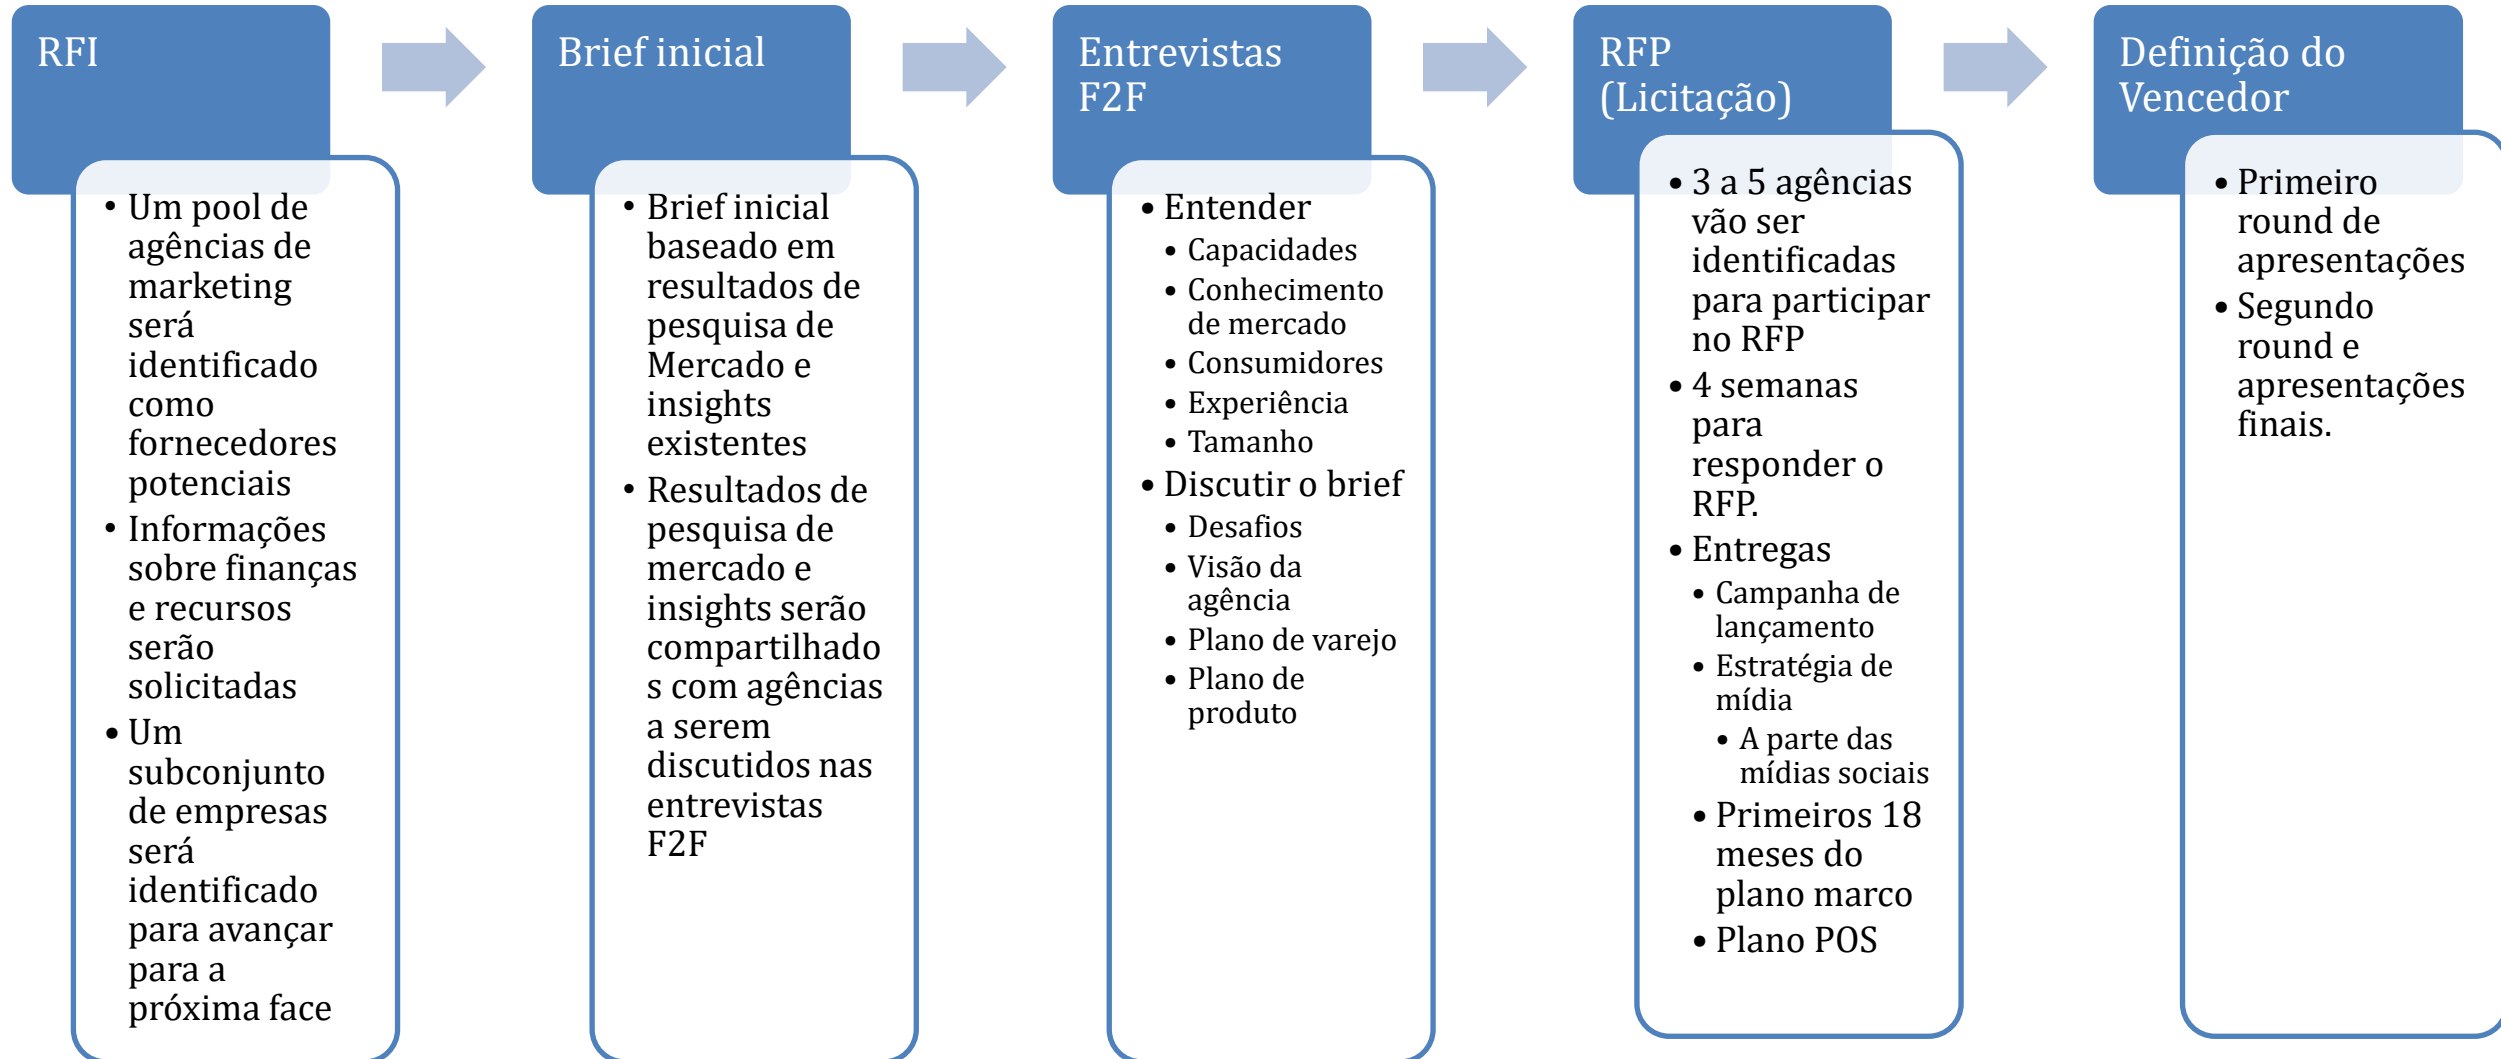 RFI
• Um pool de
agências de
marketing
será
identificado
como
fornecedores
potenciais
• Informações
sobre finanças
e recursos
serão
solicitadas
• Um
subconjunto
de empresas
será
identificado
para avançar
para a
próxima face
Brief inicial
• Brief inicial
baseado em
resultados de
pesquisa de
Mercado e
insights
existentes
• Resultados de
pesquisa de
mercado e
insights serão
compartilhado
s com agências
a serem
discutidos nas
entrevistas
F2F
Entrevistas
F2F
• Entender
• Capacidades
• Conhecimento
de mercado
• Consumidores
• Experiência
• Tamanho
• Discutir o brief
• Desafios
• Visão da
agência
• Plano de varejo
• Plano de
produto
RFP
(Licitação)
• 3 a 5 agências
vão ser
identificadas
para participar
no RFP
• 4 semanas
para
responder o
RFP.
• Entregas
• Campanha de
lançamento
• Estratégia de
mídia
• A parte das
mídias sociais
• Primeiros 18
meses do
plano marco
• Plano POS
Definição do
Vencedor
• Primeiro
round de
apresentações
• Segundo
round e
apresentações
finais.